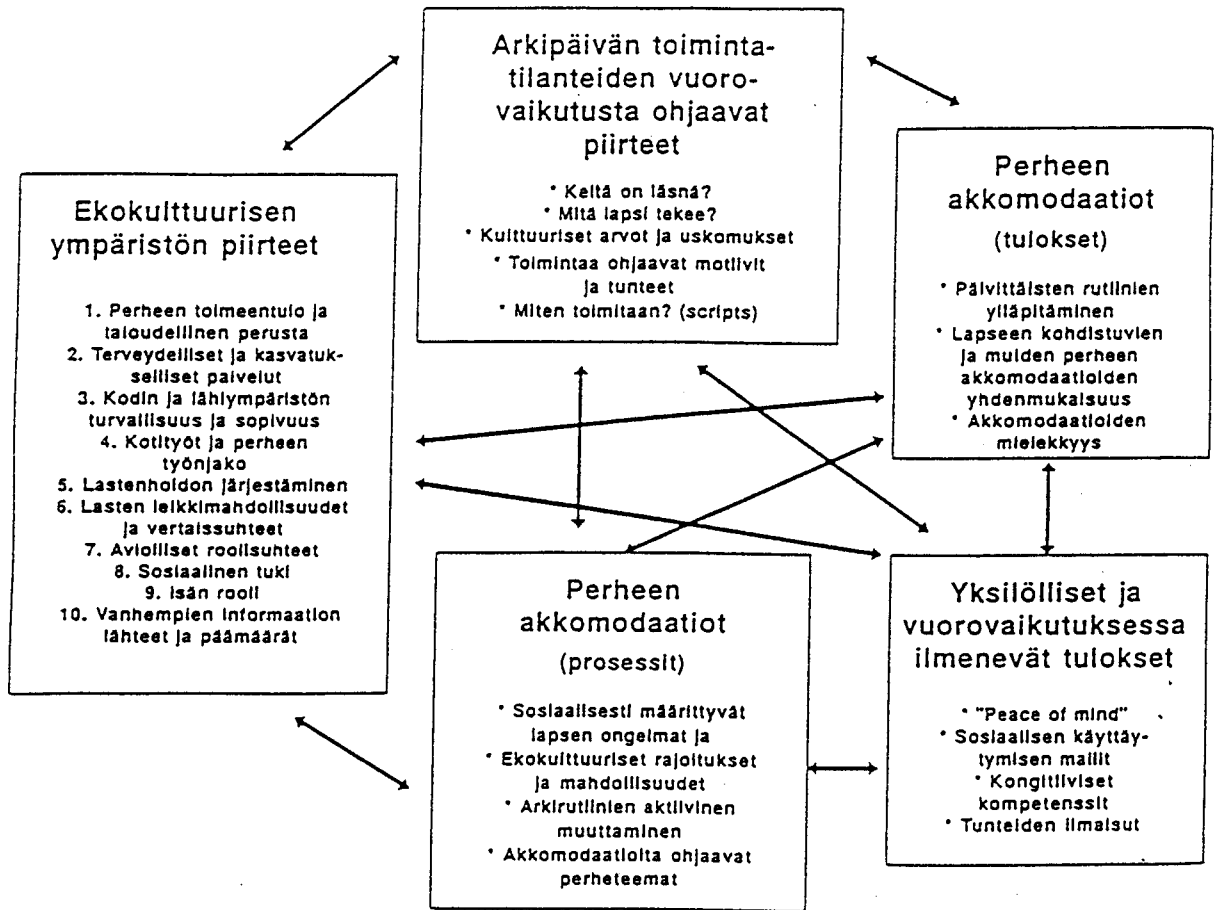 Arkipäivän toiminta-
tilanteiden vuoro-
vaikutusta ohjaavat
piirteet
* Keitä on läsnä?
* Mitä lapsi tekee?
* Kulttuuriset arvot ja uskomukset
* Toimintaa ohjaavat motiivit
ja tunteet
* Miten toimitaan? (scripts)
Ekokulttuurisen
ympäristön piirteet
1. Perheen toimeentulo ja
taloudellinen perusta
2. Terveydelliset ja kasvatuk-
selliset palvelut
3. Kodin ja lähiympäristön
turvallisuus ja sopivuus
4. Kotityöt ja perheen
työnjako
5. Lastenhoidon järjestäminen
6. Lasten leikkimahdollisuudet
ja vertaissuhteet
7. Aviolliset roolisuhteet
8. Sosiaalinen tuki
9. Isän rooli
10. Vanhempien informaation
lähteet ja päämäärät
Perheen
akkomodaatiot
(tulokset)
* Päivittäisten rutiinien
ylläpitäminen
* Lapseen kohdistuvien
ja muiden perheen
akkomodaatioiden
yhdenmukaisuus
* Akkomodaatioiden
mielekkyys
Perheen
akkomodaatiot
(prosessit)
* Sosiaalisesti määrittyvät
lapsen ongelmat ja
* Ekokulttuuriset rajoitukset
ja mahdollisuudet
* Arkirutiinien aktiivinen
muuttaminen
* Akkomodaatioita ohjaavat
perheteemat
Yksilölliset ja
vuorovaikutuksessa
ilmenevät tulokset
* "Peace of mind"
* Sosiaalisen käyttäy-
tymisen mallit
* Kongitiiviset
kompetenssit
* Tunteiden ilmaisut